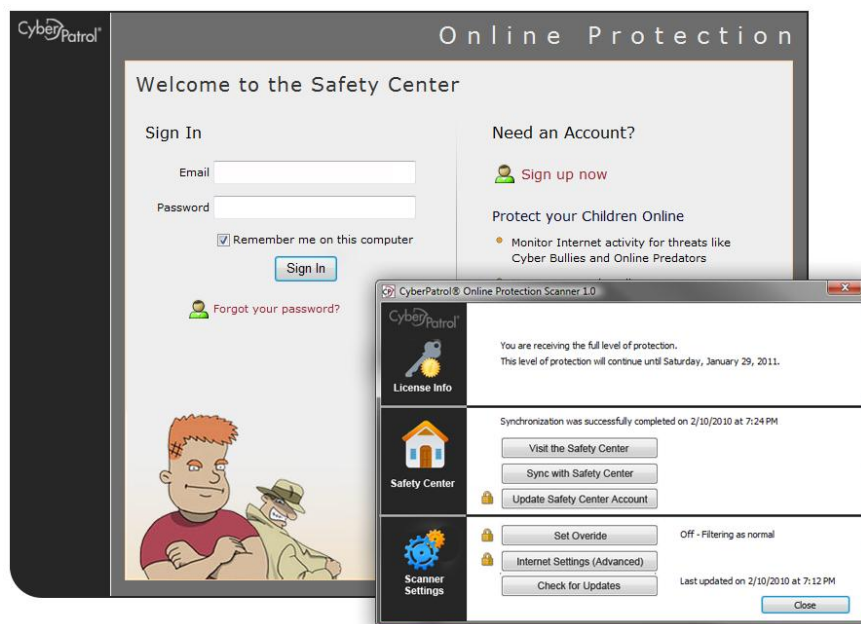 CyberPatrol®
Online Protection
Welcome to the Safety Center
Sign In
Email
Password
Remember me on this computer
Sign In
Forgot your password?
Need an Account?
Sign up now
Protect your Children Online
Monitor Internet activity for threats like
Cyber Bullies and Online Predators
CyberPatrol® Online Protection Scanner 1.0
CyberPatrol®
License Info
You are receiving the full level of protection.
This level of protection will continue until Saturday, January 29, 2011.
Safety Center
Synchronization was successfully completed on 2/10/2010 at 7:24 PM
Visit the Safety Center
Sync with Safety Center
Update Safety Center Account
Scanner
Settings
Set Overide
Off - Filtering as normal
Internet Settings (Advanced)
Check for Updates
Last updated on 2/10/2010 at 7:12 PM
Close